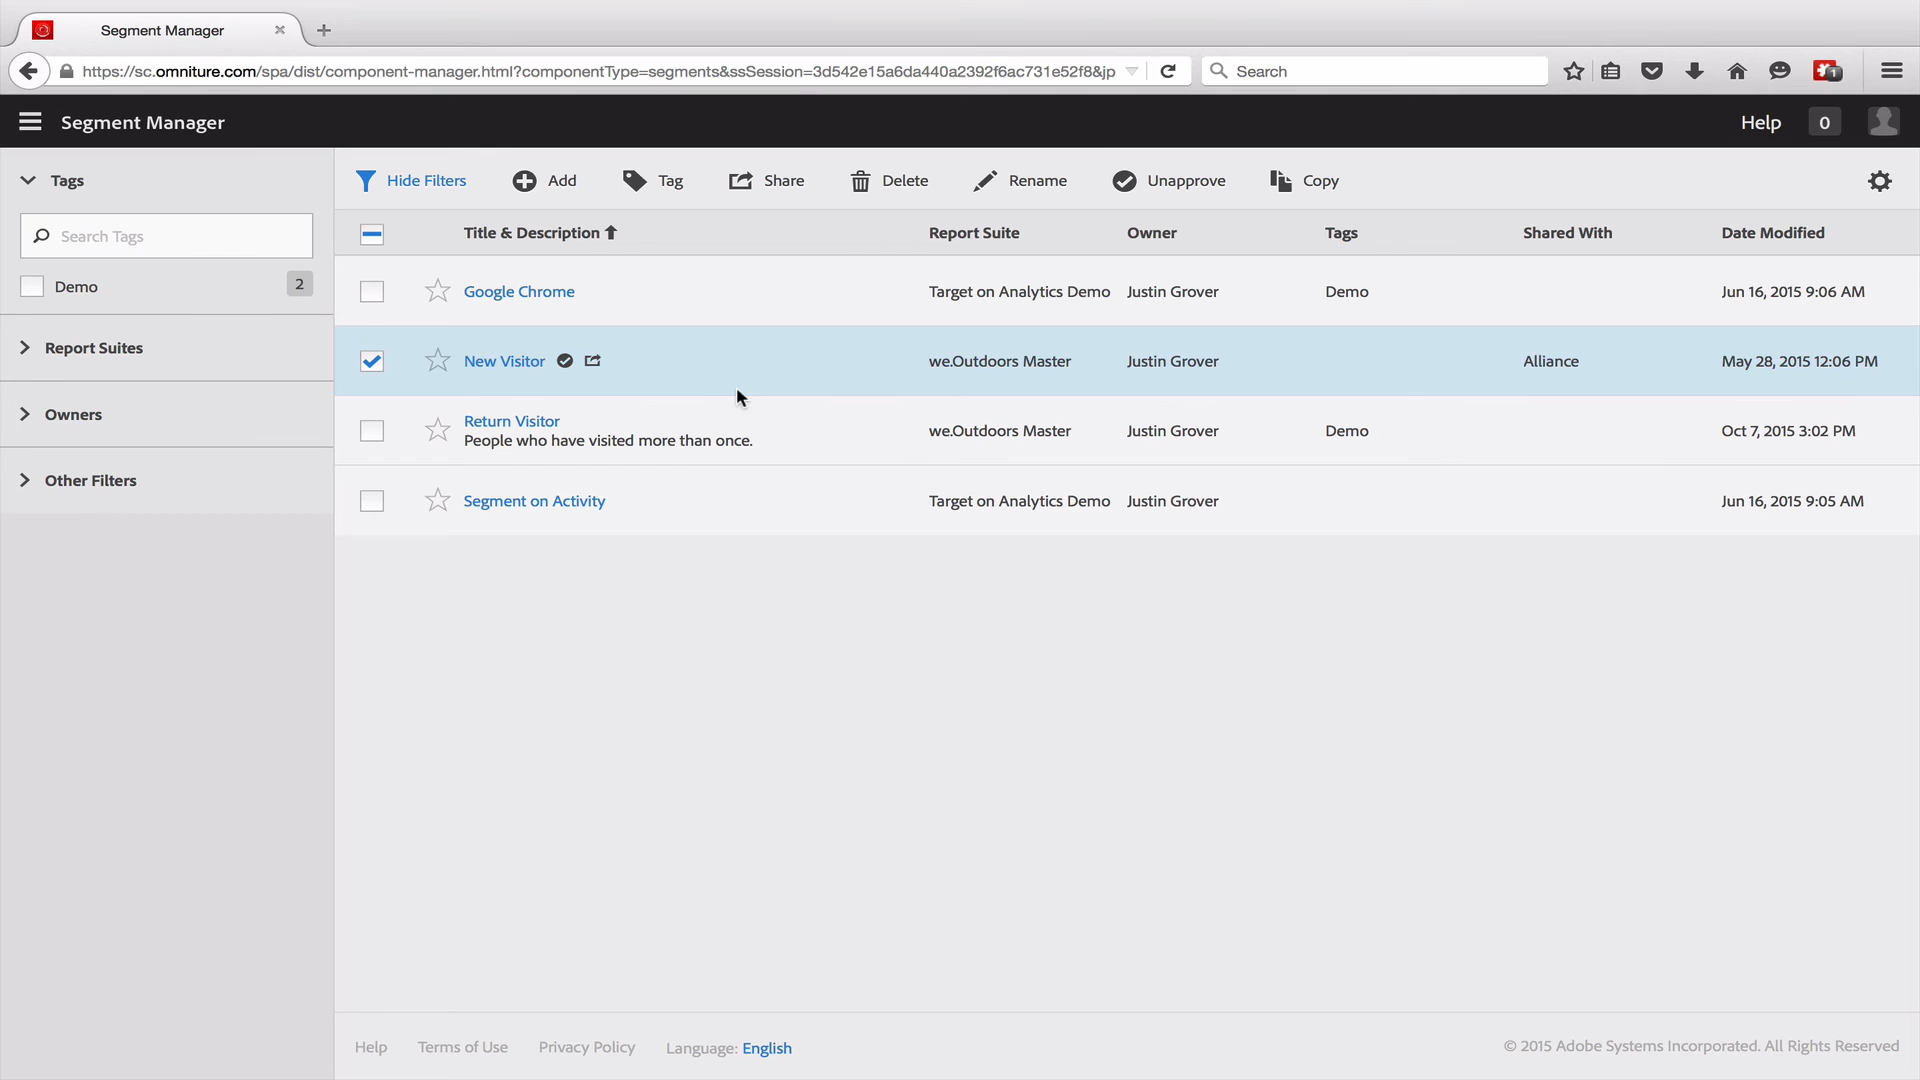 Segment Manager
https://sc.omniture.com/spa/dist/component-manager.html?componentType=segments&ssSession=3d542e15a6da440a2392f6ac731e52f8&jp
Search
1
Segment Manager
Help 0
Tags
Search Tags
Demo 2
Report Suites
Owners
Other Filters
Hide Filters Add Tag Share Delete Rename Unapprove Copy
Title & Description Report Suite Owner Tags Shared With Date Modified
Google Chrome Target on Analytics Demo Justin Grover Demo Jun 16, 2015 9:06 AM
New Visitor we.Outdoors Master Justin Grover Alliance May 28, 2015 12:06 PM
Return Visitor
People who have visited more than once. we.Outdoors Master Justin Grover Demo Oct 7, 2015 3:02 PM
Segment on Activity Target on Analytics Demo Justin Grover Jun 16, 2015 9:05 AM
Help Terms of Use Privacy Policy Language: English © 2015 Adobe Systems Incorporated. All Rights Reserved